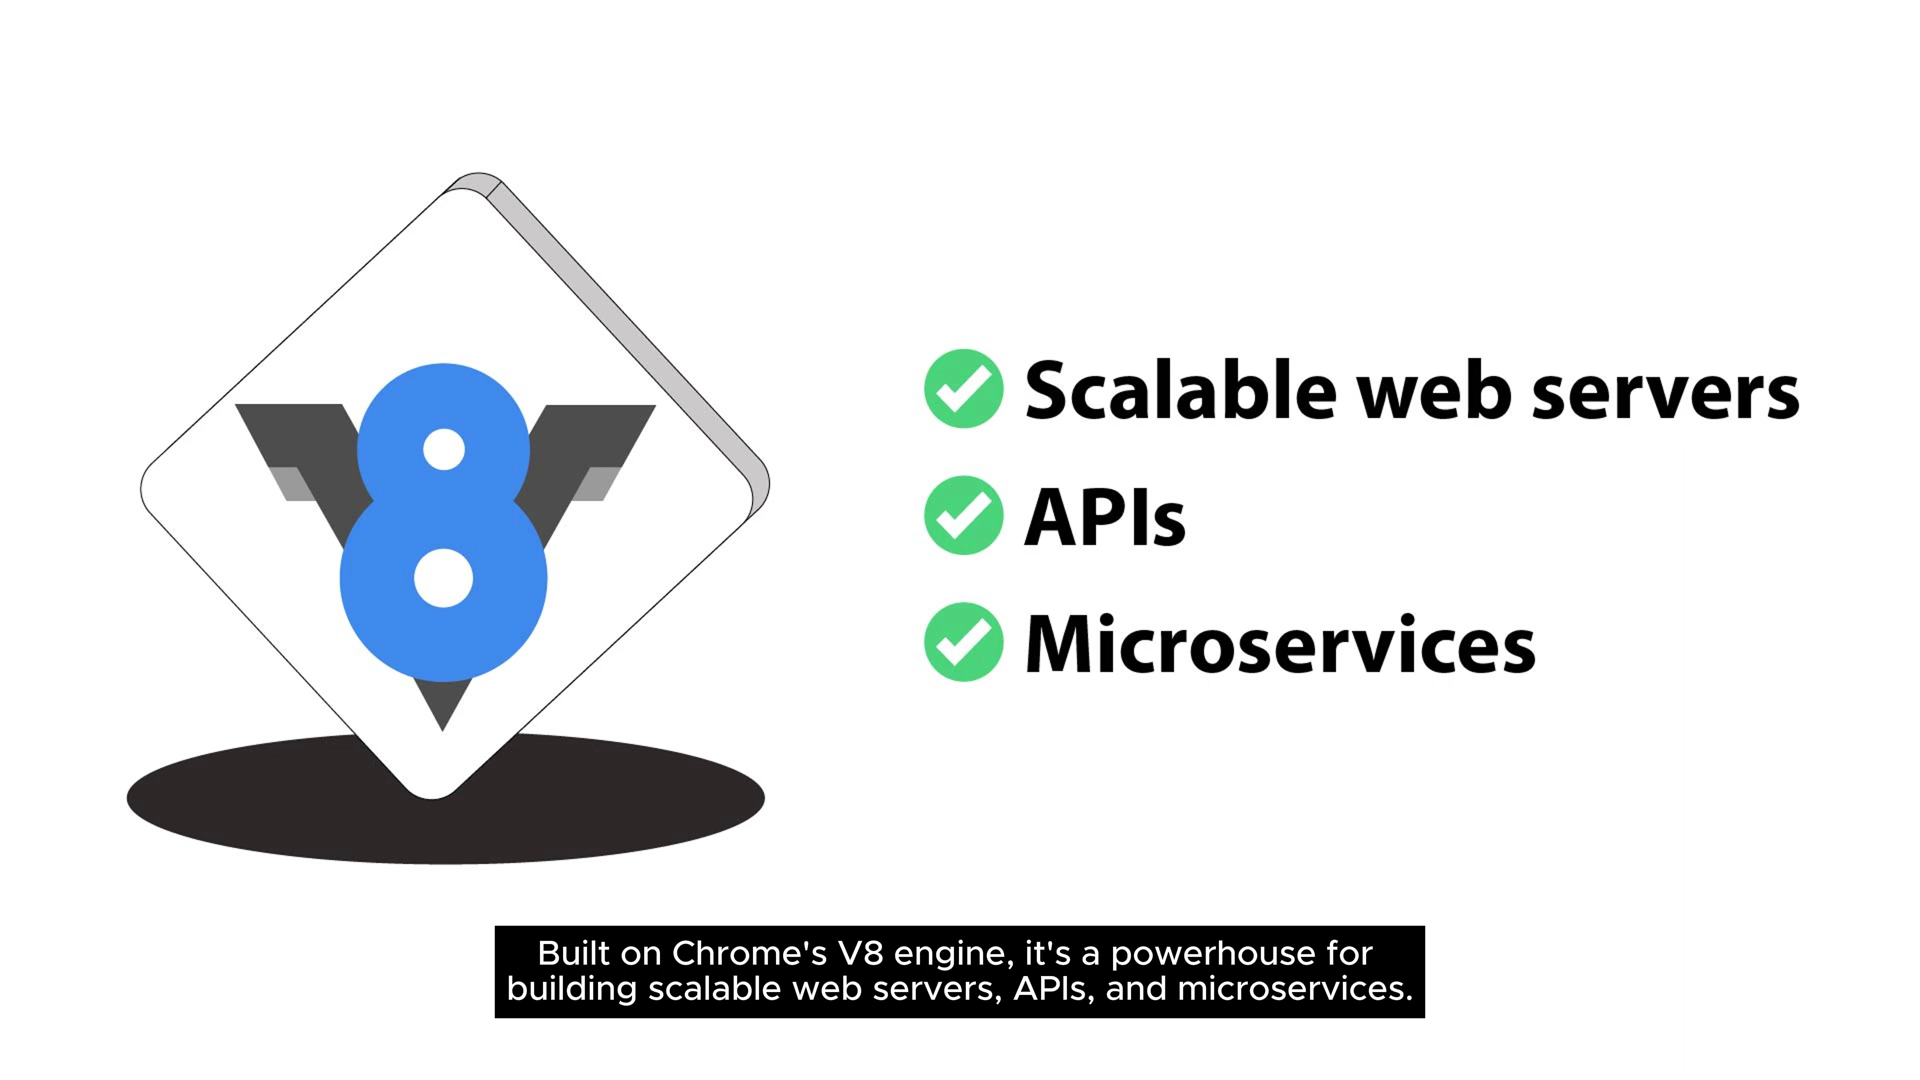 V8
Scalable web servers
APIs
Microservices
Built on Chrome's V8 engine, it's a powerhouse for
building scalable web servers, APIs, and microservices.